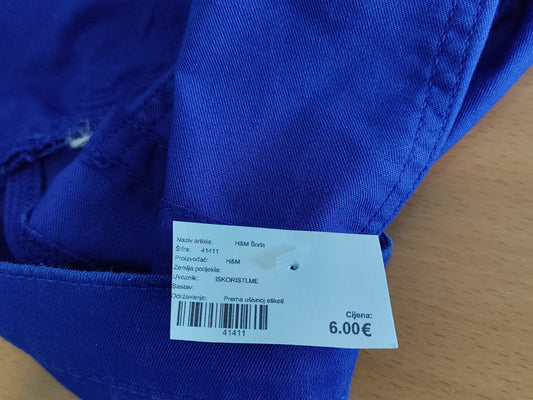 Naziv artikla: H&M Šorts
Šifra: 41411
Proizvođač: H&M
Zemlja porijekla:
Uvoznik: ISKORISTI.ME
Sastav:
Održavanje: Prema ušivnoj etiketi
41411
Cijena:
6.00€